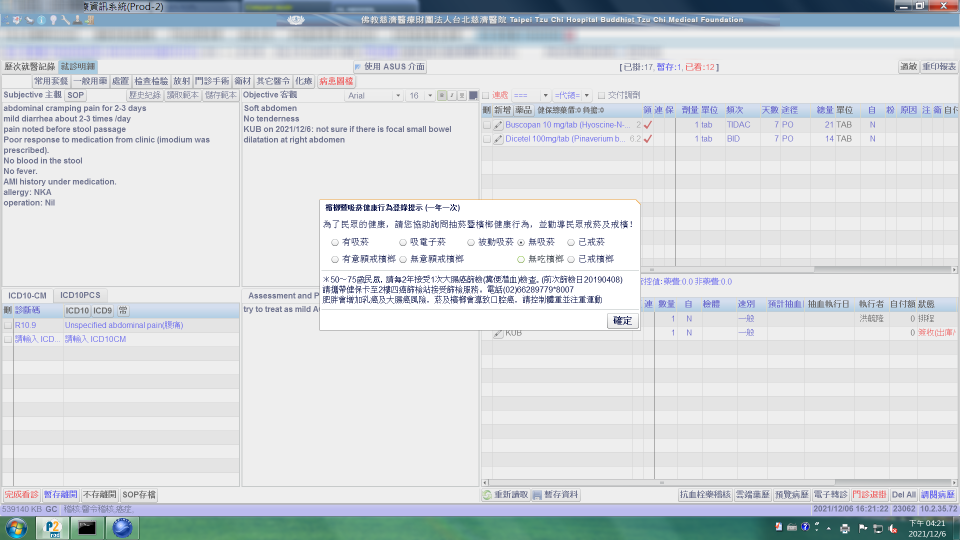 療資訊系統(Prod-2)
佛教慈濟醫療財團法人台北慈濟醫院 Taipei Tzu Chi Hospital Buddhist Tzu Chi Medical Foundation
歷次就醫記錄 就診明細
使用 ASUS 介面
[已掛:17, 暫存:1, 已看:12 ]
過敏 重印報表
常用套餐 一般用藥 處置 檢查檢驗 放射 門診手術 衛材 其它醫令 化療 病患圖檔
Subjective 主觀 SOP 歷史紀錄 讀取範本 儲存範本
abdominal cramping pain for 2-3 days
mild diarrhea about 2-3 times /day
pain noted before stool passage
Poor response to medication from clinic (imodium was
prescribed).
No blood in the stool
No fever.
AMI history under medication.
allergy: NKA
operation: Nil
Objective 客觀 Arial 16 B I U
Soft abdomen
No tenderness
KUB on 2021/12/6: not sure if there is focal small bowel
dilatation at right abdomen
連處 === =代碼= 交付調劑
刪 新增 藥品 健保總藥價:0 負擔:0 領 連 保 劑量 單位 頻次 天數 途徑 總量 單位 自 粉 原因 注 衛 自付
Buscopan 10 mg/tab (Hyoscine-N-... 2 1 tab TIDAC 7 PO 21 TAB N
Dicetel 100mg/tab (Pinaverium b... 6.2 1 tab BID 7 PO 14 TAB N
檳榔暨吸菸健康行為登錄提示 (一年一次)
為了民眾的健康, 請您協助詢問抽菸暨檳榔健康行為, 並勸導民眾戒菸及戒檳!
有吸菸 吸電子菸 被動吸菸 無吸菸 已戒菸
有意願戒檳榔 無意願戒檳榔 無吃檳榔 已戒檳榔
＊50～75歲民眾, 請每2年接受1次大腸癌篩檢(糞便潛血)檢查, (前次篩檢日20190408)
請攜帶健保卡至2樓四癌篩檢站接受篩檢服務。電話(02)66289779*8007
肥胖會增加乳癌及大腸癌風險, 菸及檳榔會導致口腔癌, 請控制體重並注重運動
確定
控值: 藥費:0.0 非藥費:0.0
ICD10-CM ICD10PCS
刪 診斷碼 ICD10 ICD9 常
R10.9 Unspecified abdominal pain(腹痛)
請輸入 ICD... 請輸入 ICD10CM
Assessment and P
try to treat as mild A
連 數量 自 檢體 速別 預計抽血 抽血執行日 執行者 自付額 狀態
1 N 一般 0 排程
KUB 1 N 一般 0 簽收(出庫/
完成看診 暫存離開 不存離開 SOP存檔
重新讀取 暫存資料
抗血栓藥稽核 雲端藥歷 預覽病歷 電子轉診 門診退掛 Del All 調閱病歷
539140 KB GC 稽核:醫令稽核,癌症.
2021/12/06 16:21:22 23062 10.2.35.72
下午 04:21
2021/12/6